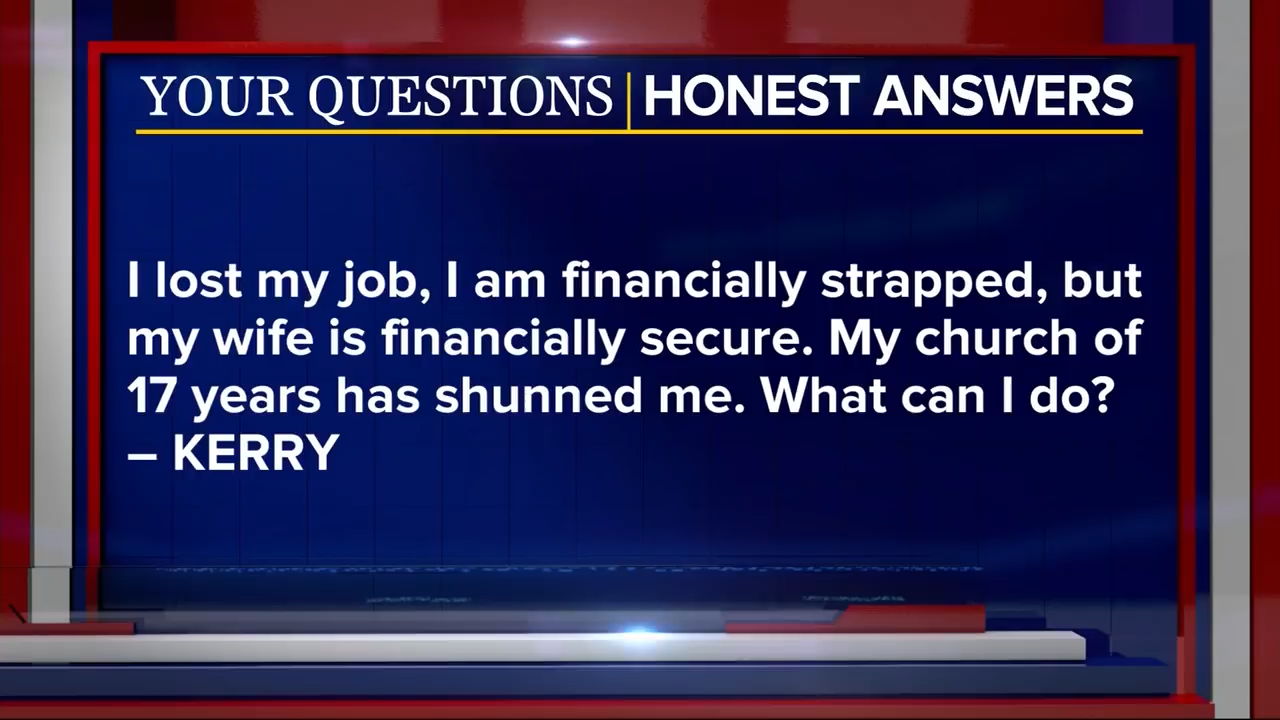 YOUR QUESTIONS | HONEST ANSWERS
I lost my job, I am financially strapped, but
my wife is financially secure. My church of
17 years has shunned me. What can I do?
– KERRY